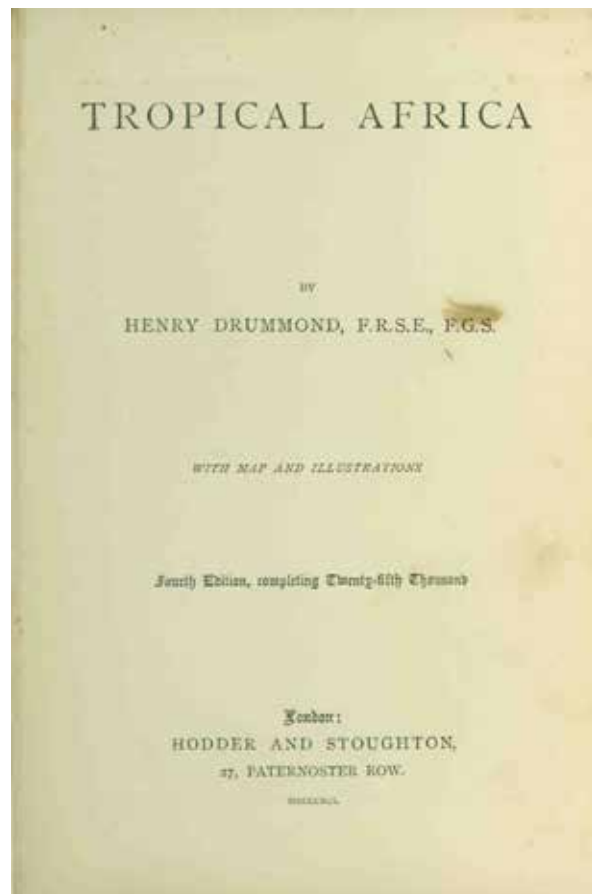 TROPICAL AFRICA
BY
HENRY DRUMMOND, F.R.S.E., F.G.S.
WITH MAP AND ILLUSTRATIONS
Fourth Edition, completing Twenty-fifth Thousand
London:
HODDER AND STOUGHTON,
27, PATERNOSTER ROW.